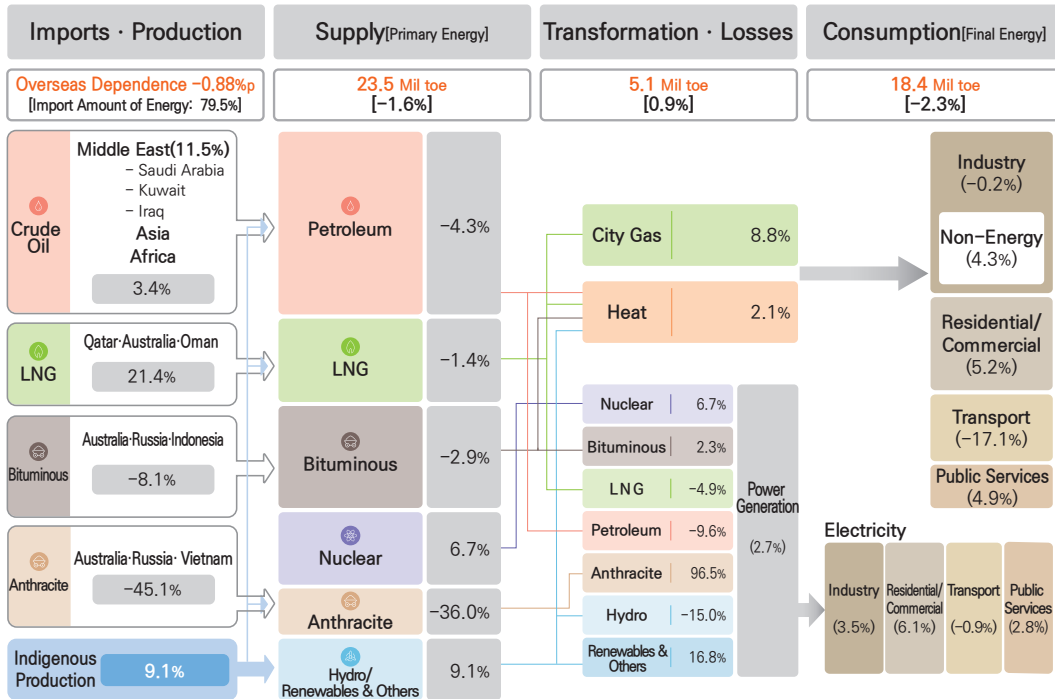 Imports · Production
Supply[Primary Energy]
Transformation · Losses
Consumption[Final Energy]
Overseas Dependence −0.88%p
[Import Amount of Energy: 79.5%]
23.5 Mil toe
[−1.6%]
5.1 Mil toe
[0.9%]
18.4 Mil toe
[−2.3%]
Crude
Oil
Middle East(11.5%)
− Saudi Arabia
− Kuwait
− Iraq
Asia
Africa
3.4%
LNG
Qatar·Australia·Oman
21.4%
Bituminous
Australia·Russia·Indonesia
−8.1%
Anthracite
Australia·Russia· Vietnam
−45.1%
Indigenous
Production
9.1%
Petroleum
−4.3%
LNG
−1.4%
Bituminous
−2.9%
Nuclear
6.7%
Anthracite
−36.0%
Hydro/
Renewables & Others
9.1%
City Gas
8.8%
Heat
2.1%
Nuclear
6.7%
Bituminous
2.3%
LNG
−4.9%
Petroleum
−9.6%
Anthracite
96.5%
Hydro
−15.0%
Renewables &
Others
16.8%
Power
Generation
(2.7%)
Industry
(−0.2%)
Non−Energy
(4.3%)
Residential/
Commercial
(5.2%)
Transport
(−17.1%)
Public Services
(4.9%)
Electricity
Industry
(3.5%)
Residential/
Commercial
(6.1%)
Transport
(−0.9%)
Public
Services
(2.8%)